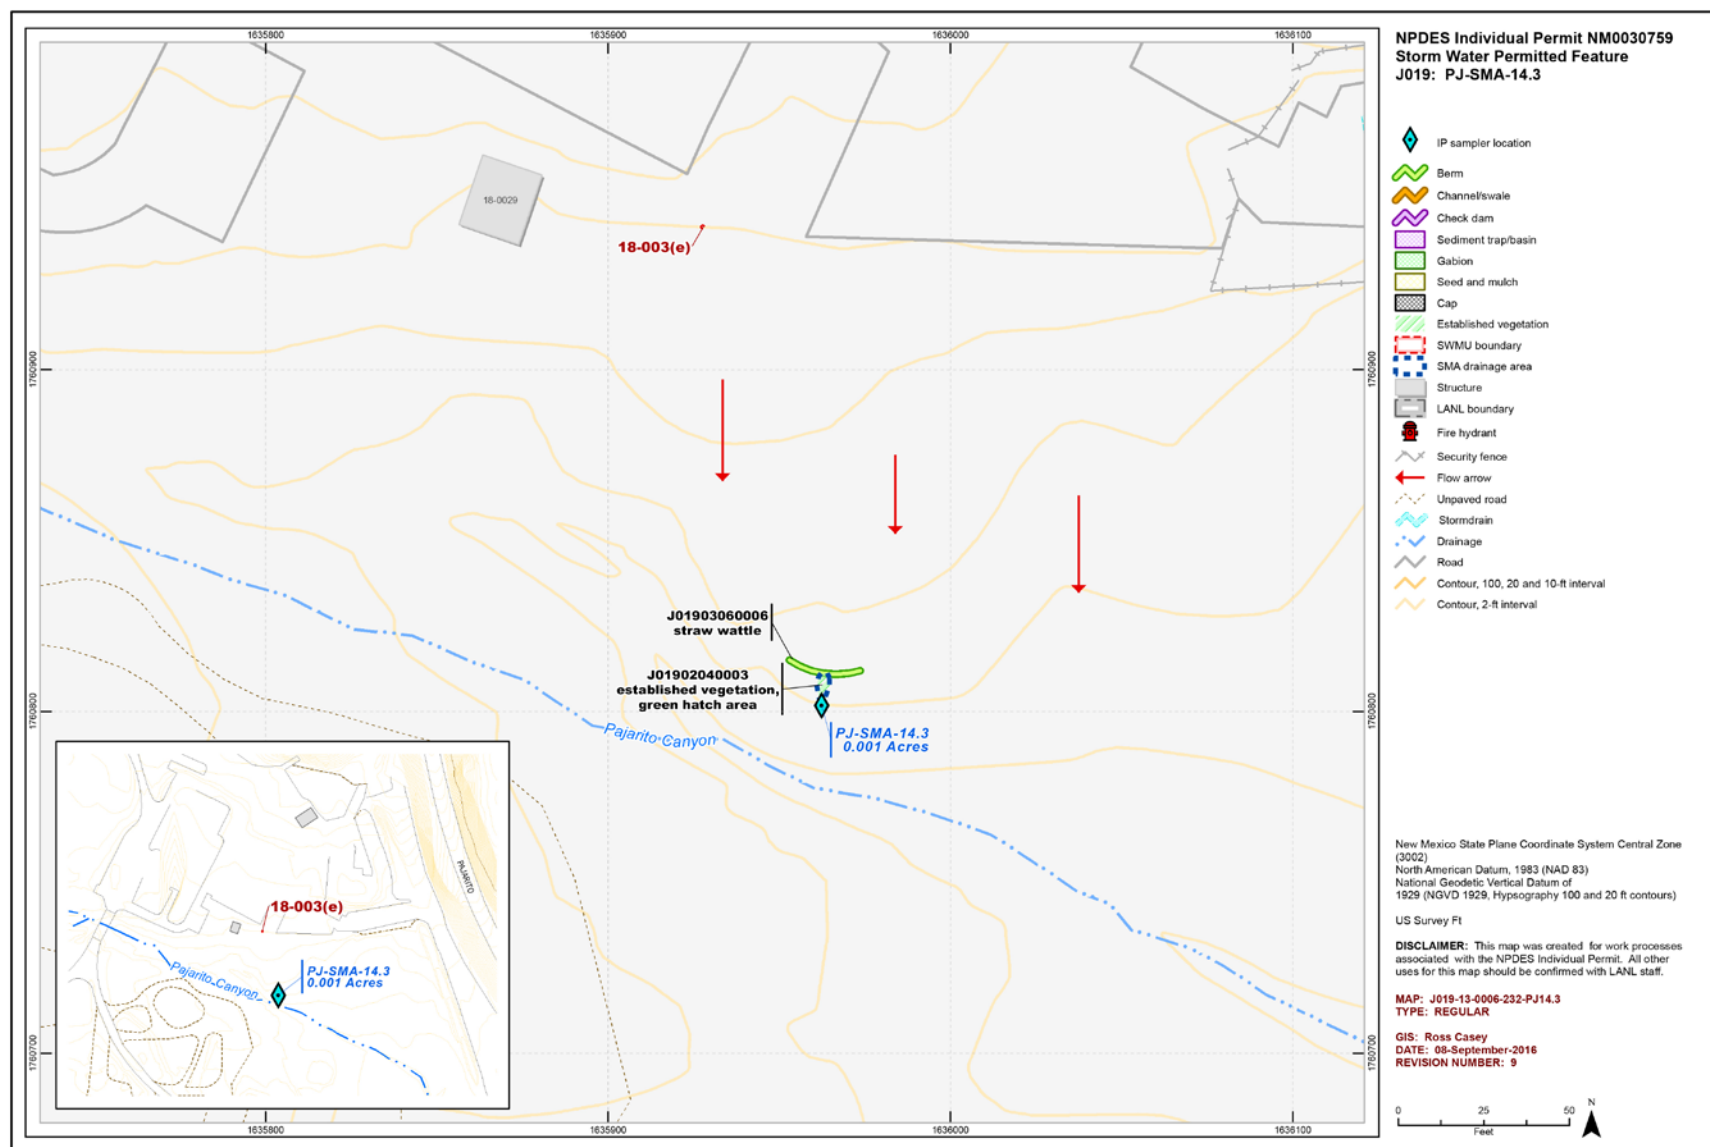 1635800
1635900
1636000
1636100
NPDES Individual Permit NM0030759
Storm Water Permitted Feature
J019: PJ-SMA-14.3
IP sampler location
Berm
Channel/swale
Check dam
Sediment trap/basin
Gabion
Seed and mulch
Cap
Established vegetation
SWMU boundary
SMA drainage area
Structure
LANL boundary
Fire hydrant
Security fence
Flow arrow
Unpaved road
Stormdrain
Drainage
Road
Contour, 100, 20 and 10-ft interval
Contour, 2-ft interval
18-0029
18-003(e)
1760900
1760900
J01903060006
straw wattle
J01902040003
established vegetation,
green hatch area
1760800
1760800
PJ-SMA-14.3
0.001 Acres
Pajarito Canyon
PAJARITO
18-003(e)
PJ-SMA-14.3
0.001 Acres
Pajarito Canyon
1760700
1760700
1635800
1635900
1636000
1636100
New Mexico State Plane Coordinate System Central Zone
(3002)
North American Datum, 1983 (NAD 83)
National Geodetic Vertical Datum of
1929 (NGVD 1929, Hypsography 100 and 20 ft contours)
US Survey Ft
DISCLAIMER: This map was created for work processes
associated with the NPDES Individual Permit. All other
uses for this map should be confirmed with LANL staff.
MAP: J019-13-0006-232-PJ14.3
TYPE: REGULAR
GIS: Ross Casey
DATE: 08-September-2016
REVISION NUMBER: 9
0 25 50
Feet
N